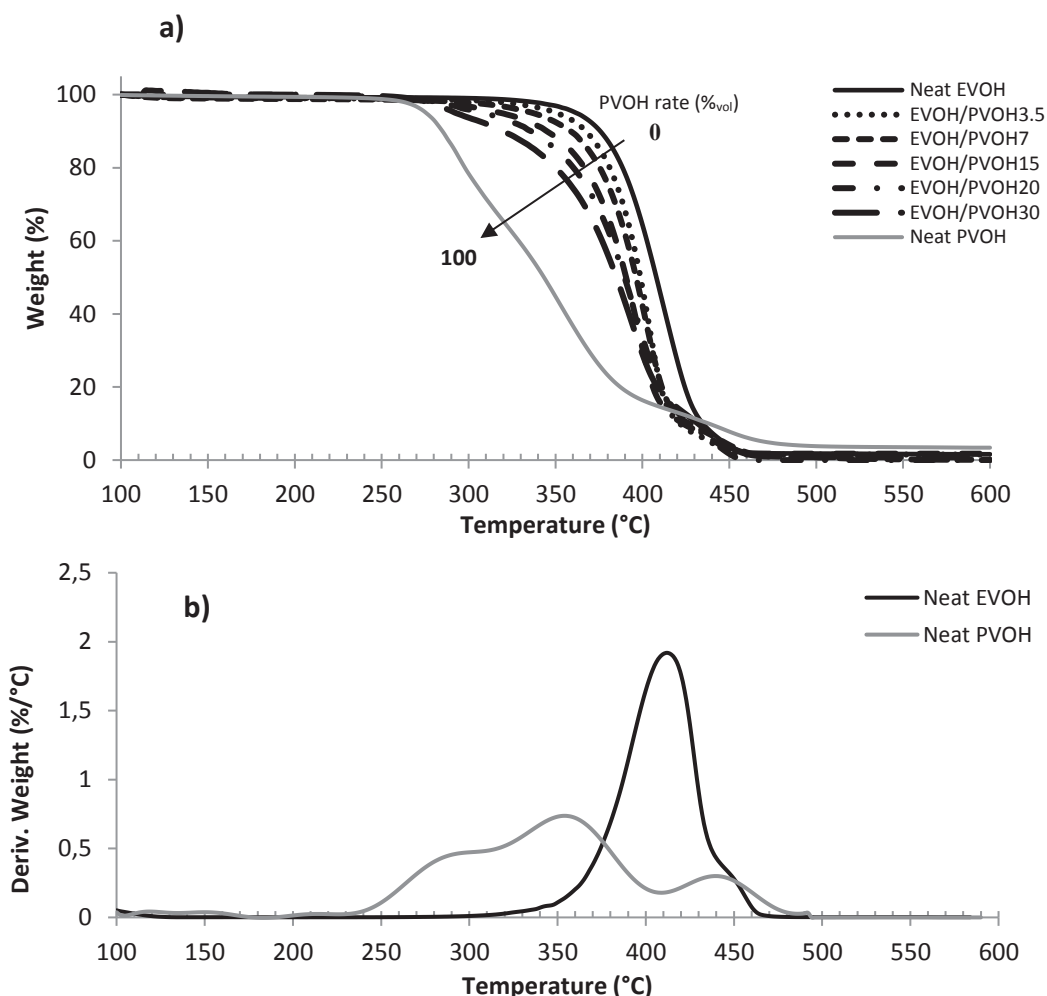 a)
100
80
60
40
20
0
Weight (%)
PVOH rate (%vol)
0
100
Neat EVOH
EVOH/PVOH3.5
EVOH/PVOH7
EVOH/PVOH15
EVOH/PVOH20
EVOH/PVOH30
Neat PVOH
100 150 200 250 300 350 400 450 500 550 600
Temperature (°C)
b)
2,5
2
1,5
1
0,5
0
Deriv. Weight (%/°C)
Neat EVOH
Neat PVOH
100 150 200 250 300 350 400 450 500 550 600
Temperature (°C)